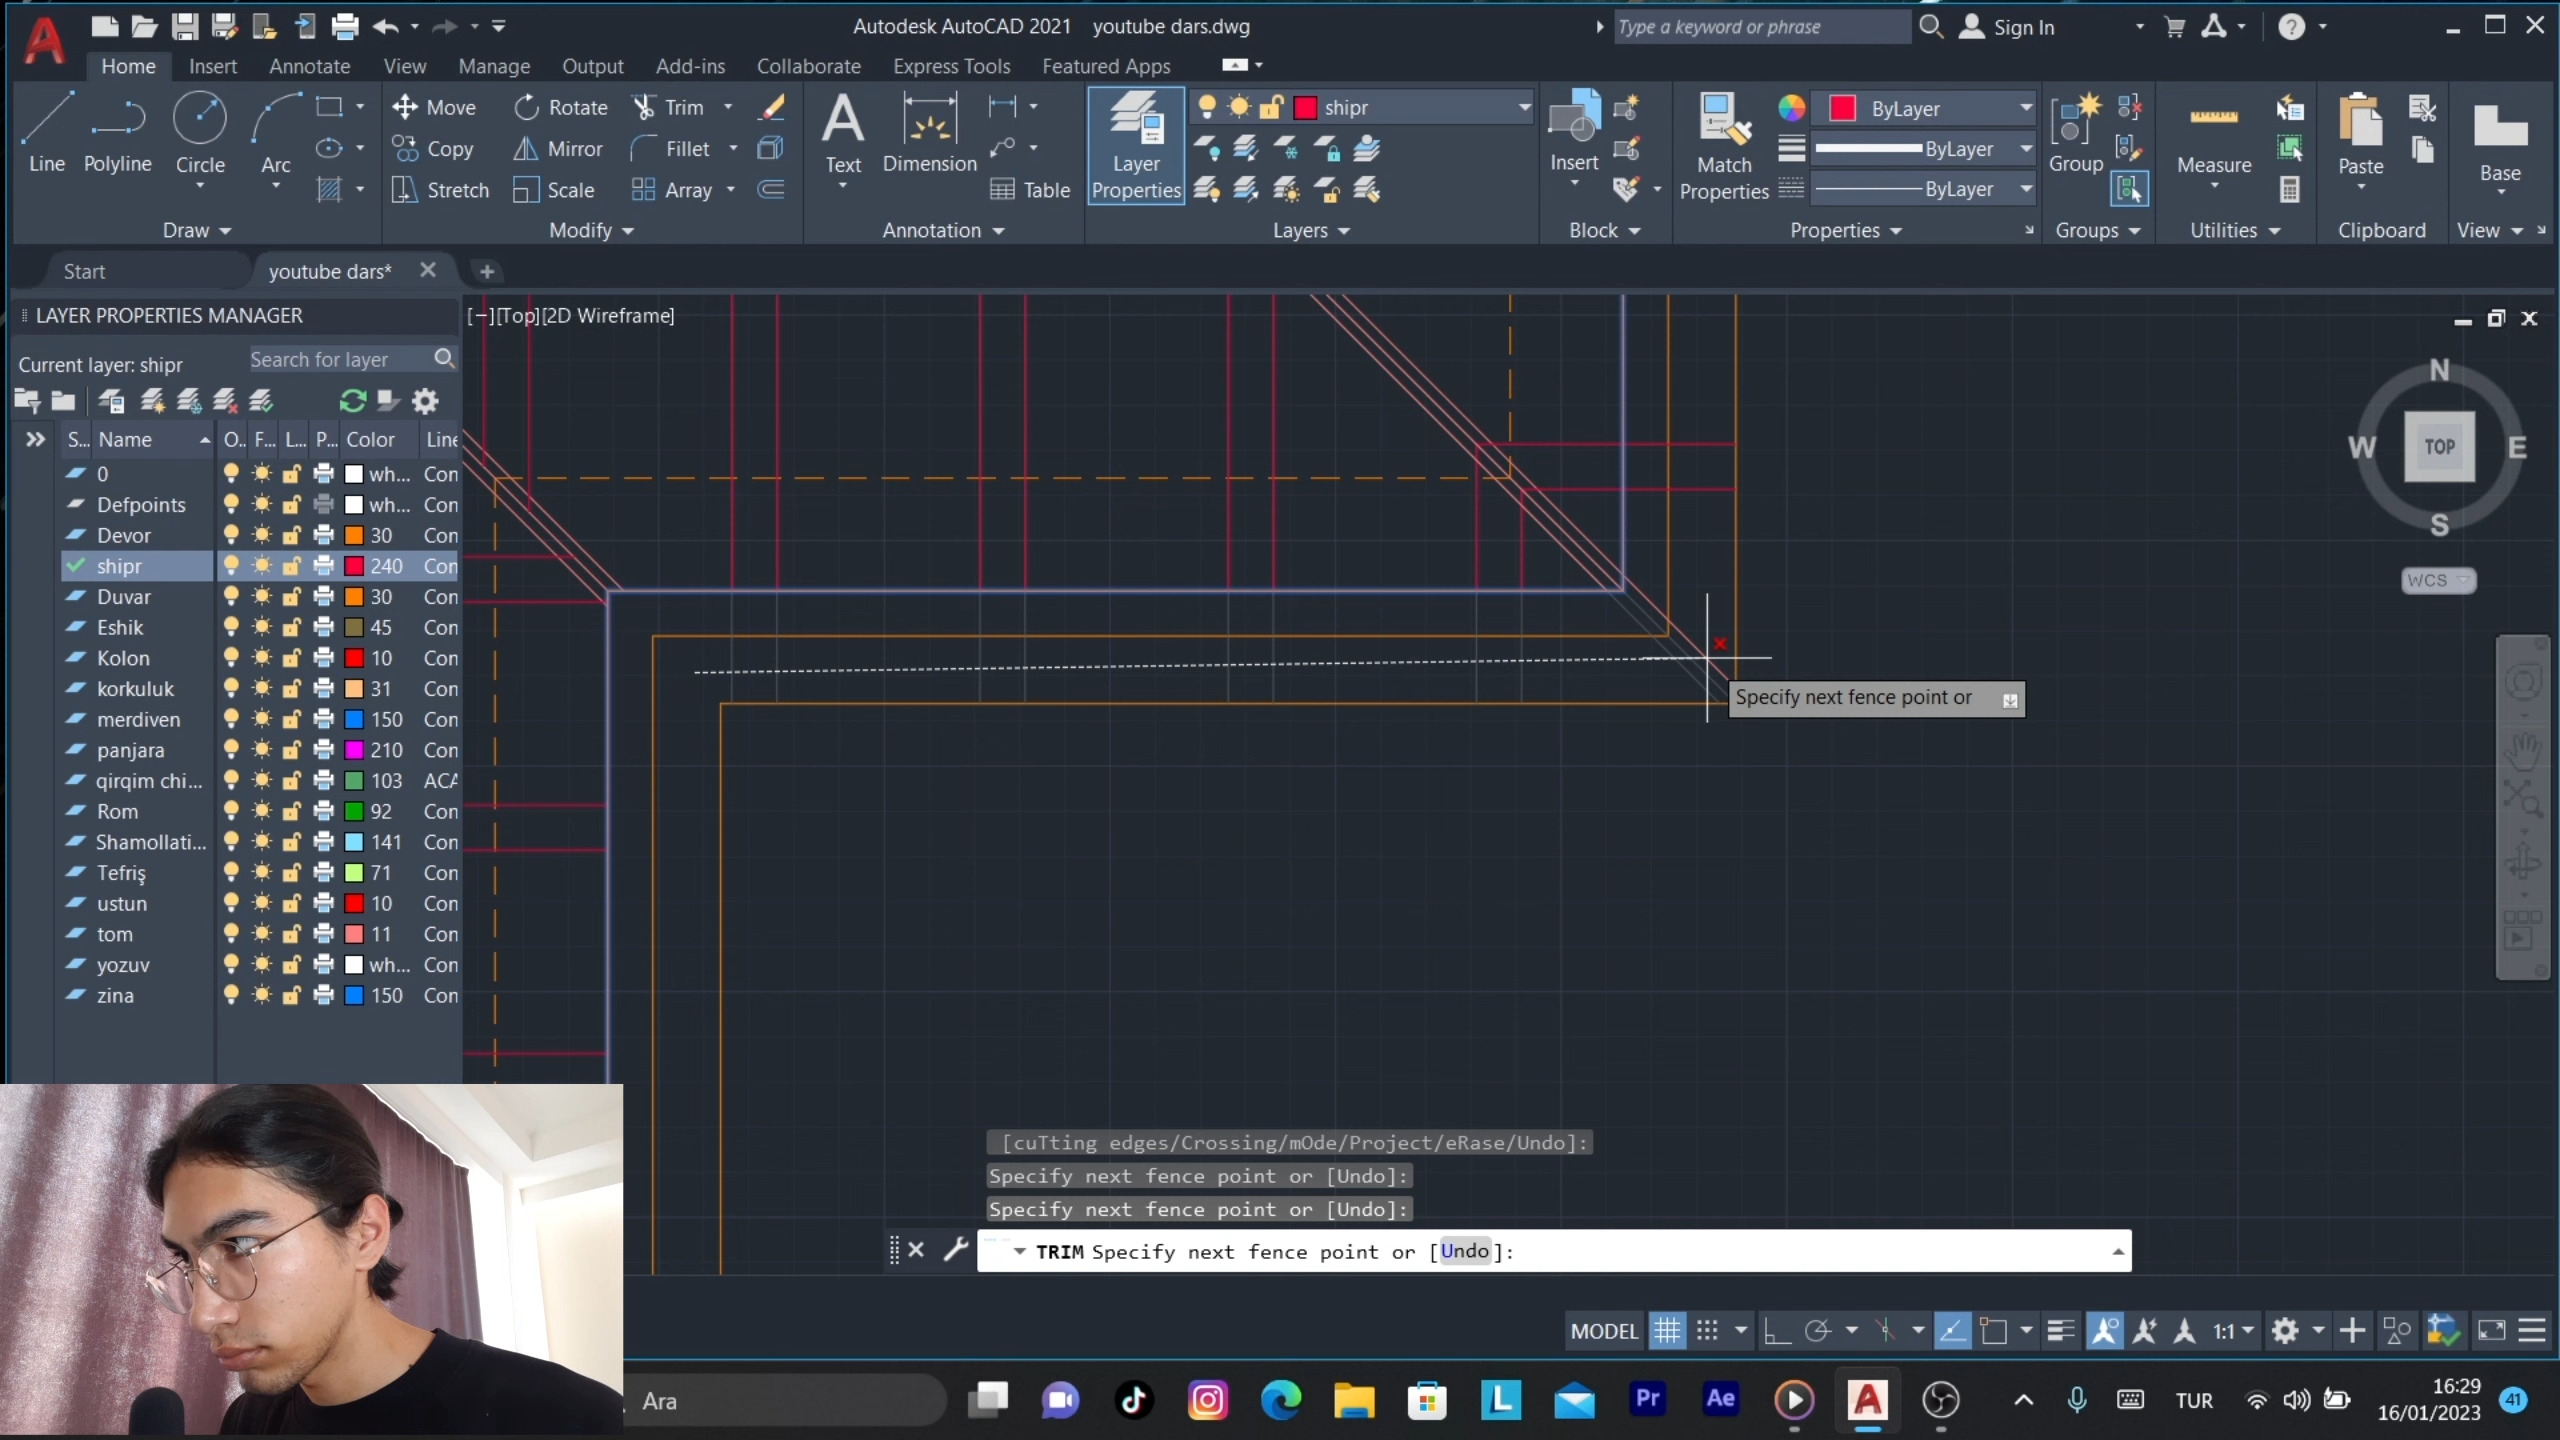 Autodesk AutoCAD 2021 youtube dars.dwg
Type a keyword or phrase
Sign In
Home Insert Annotate View Manage Output Add-ins Collaborate Express Tools Featured Apps
Line Polyline Circle Arc
Move Rotate Trim
Copy Mirror Fillet
Stretch Scale Array
Text Dimension
Table
Layer Properties
shipr
Insert
Match Properties
ByLayer
ByLayer
ByLayer
Group
Measure
Paste
Base
Draw Modify Annotation Layers Block Properties Groups Utilities Clipboard View
Start youtube dars*
LAYER PROPERTIES MANAGER
Current layer: shipr
Search for layer
S... Name O.. F... L... P... Color Line
0 wh... Con
Defpoints wh... Con
Devor 30 Con
shipr 240 Con
Duvar 30 Con
Eshik 45 Con
Kolon 10 Con
korkuluk 31 Con
merdiven 150 Con
panjara 210 Con
qirqim chi... 103 ACA
Rom 92 Con
Shamollati... 141 Con
Tefriş 71 Con
ustun 10 Con
tom 11 Con
yozuv wh... Con
zina 150 Con
[−][Top][2D Wireframe]
N
W TOP E
S
WCS
Specify next fence point or
[cuTting edges/Crossing/mOde/Project/eRase/Undo]:
Specify next fence point or [Undo]:
Specify next fence point or [Undo]:
TRIM Specify next fence point or [Undo]:
MODEL 1:1
Ara
L Pr Ae A
TUR
16:29
16/01/2023
41